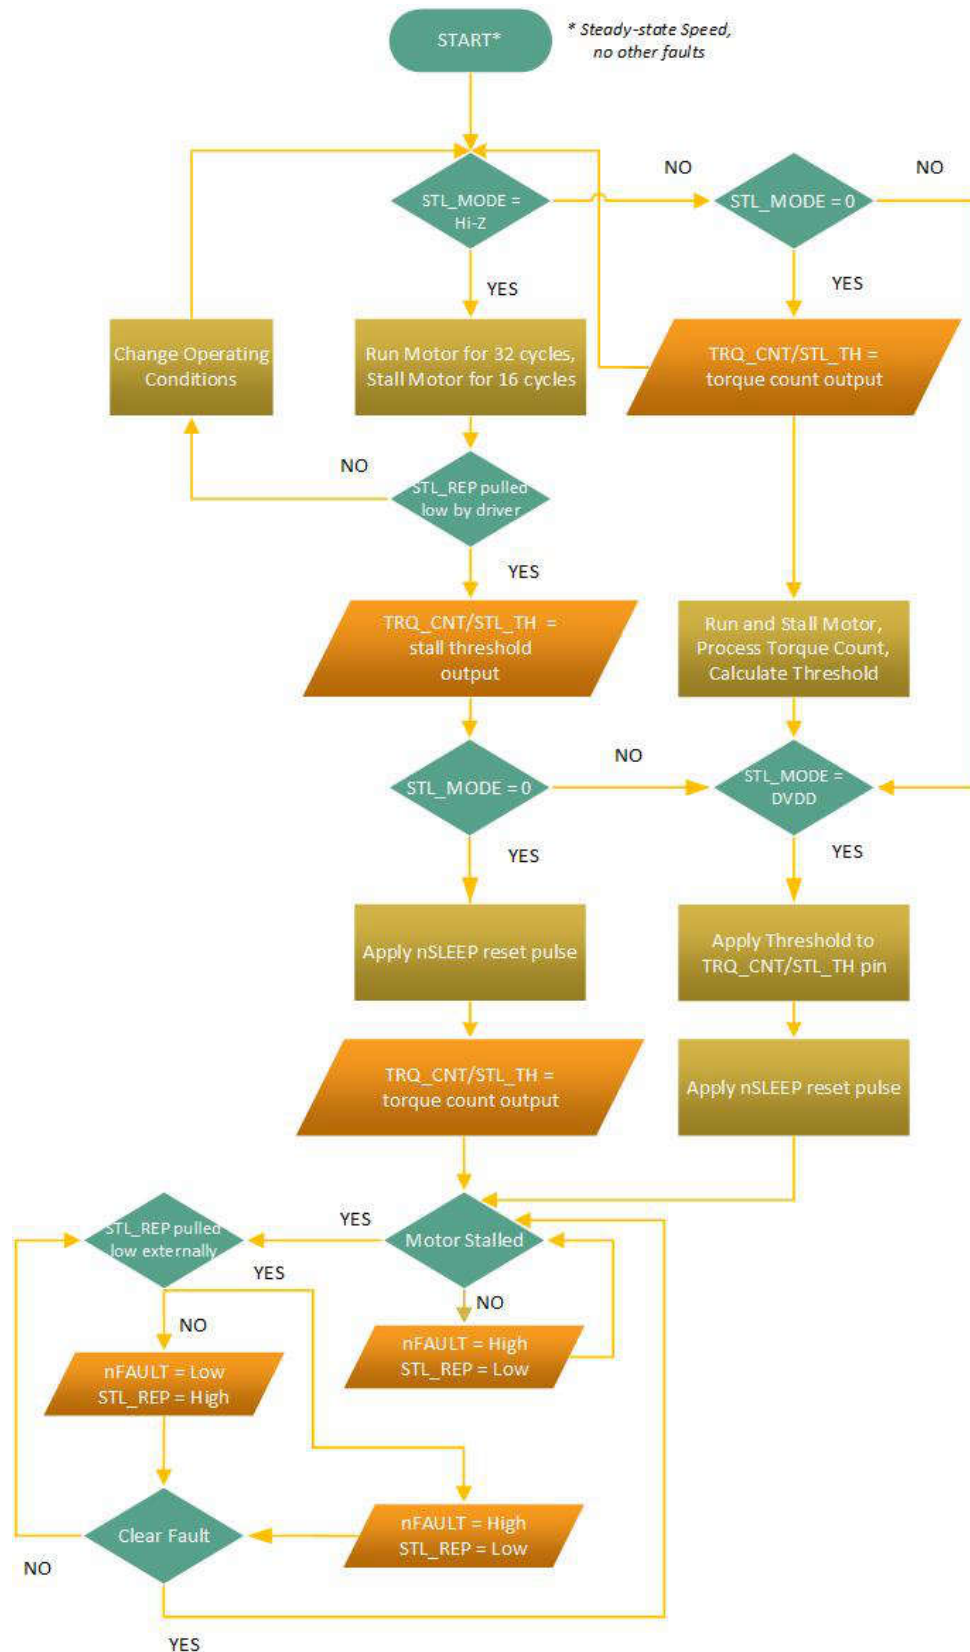 START*
* Steady-state Speed,
no other faults
STL_MODE =
Hi-Z
NO
STL_MODE = 0
NO
YES
YES
Change Operating
Conditions
Run Motor for 32 cycles,
Stall Motor for 16 cycles
TRQ_CNT/STL_TH =
torque count output
NO
STL_REP pulled
low by driver
YES
TRQ_CNT/STL_TH =
stall threshold
output
Run and Stall Motor,
Process Torque Count,
Calculate Threshold
STL_MODE = 0
NO
STL_MODE =
DVDD
YES
YES
Apply nSLEEP reset pulse
Apply Threshold to
TRQ_CNT/STL_TH pin
TRQ_CNT/STL_TH =
torque count output
Apply nSLEEP reset pulse
STL_REP pulled
low externally
YES
Motor Stalled
YES
NO
NO
nFAULT = High
STL_REP = Low
nFAULT = Low
STL_REP = High
Clear Fault
nFAULT = High
STL_REP = Low
NO
YES